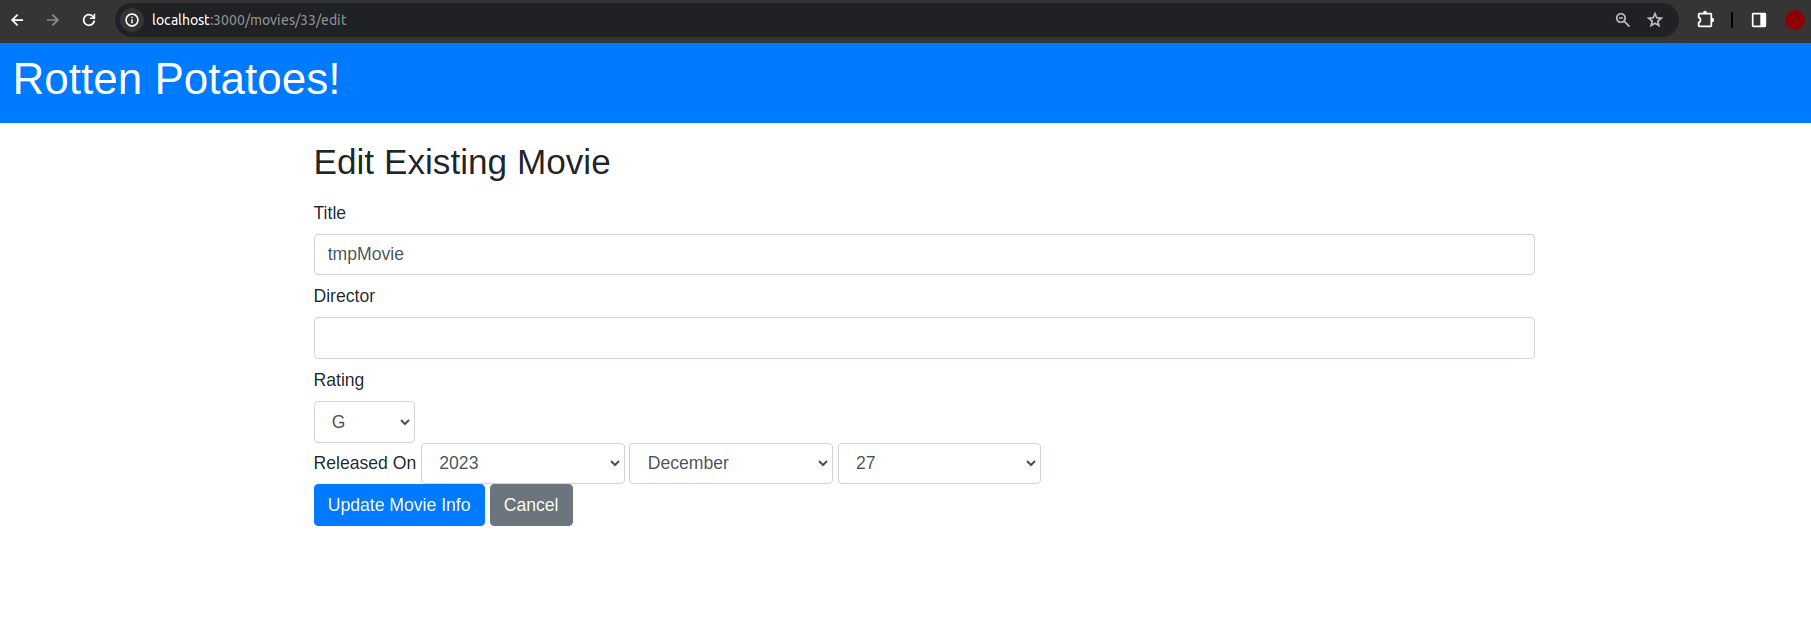 localhost:3000/movies/33/edit
Rotten Potatoes!
Edit Existing Movie
Title
tmpMovie
Director
Rating
G
Released On 2023 December 27
Update Movie Info Cancel